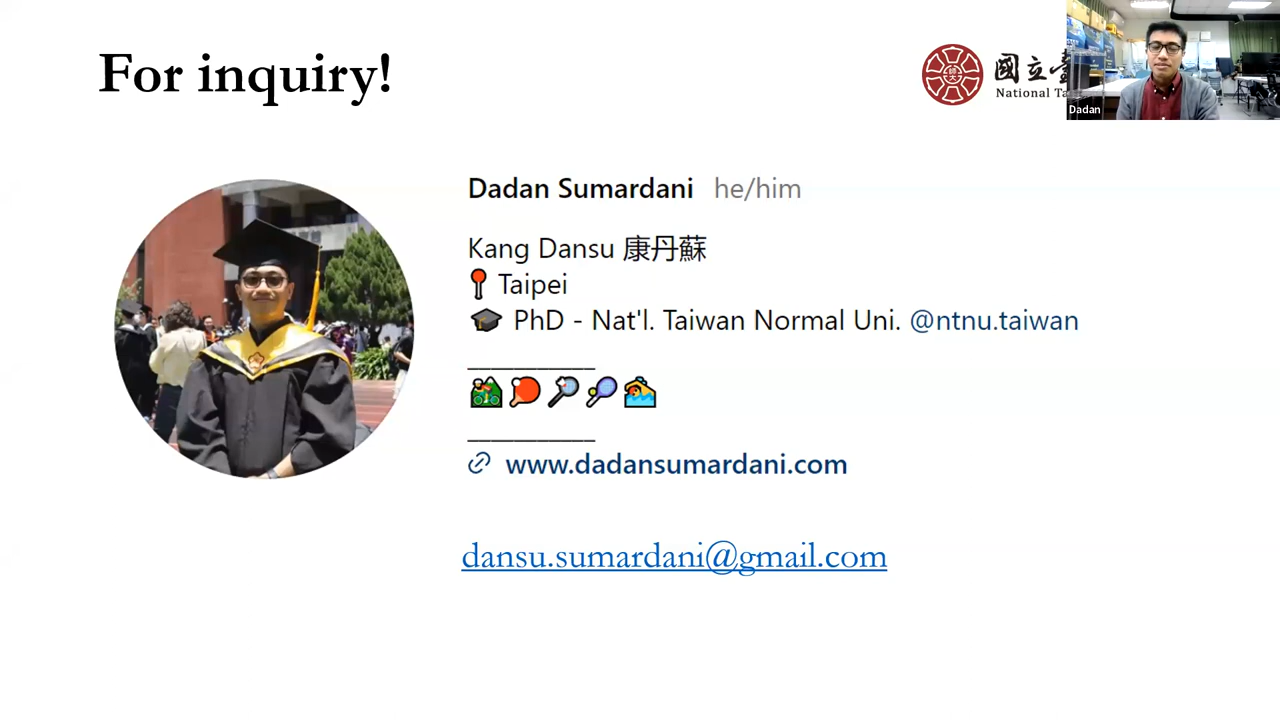 For inquiry!
國立
National Ta
Dadan
Dadan Sumardani he/him
Kang Dansu 康丹蘇
Taipei
PhD - Nat'l. Taiwan Normal Uni. @ntnu.taiwan
www.dadansumardani.com
dansu.sumardani@gmail.com